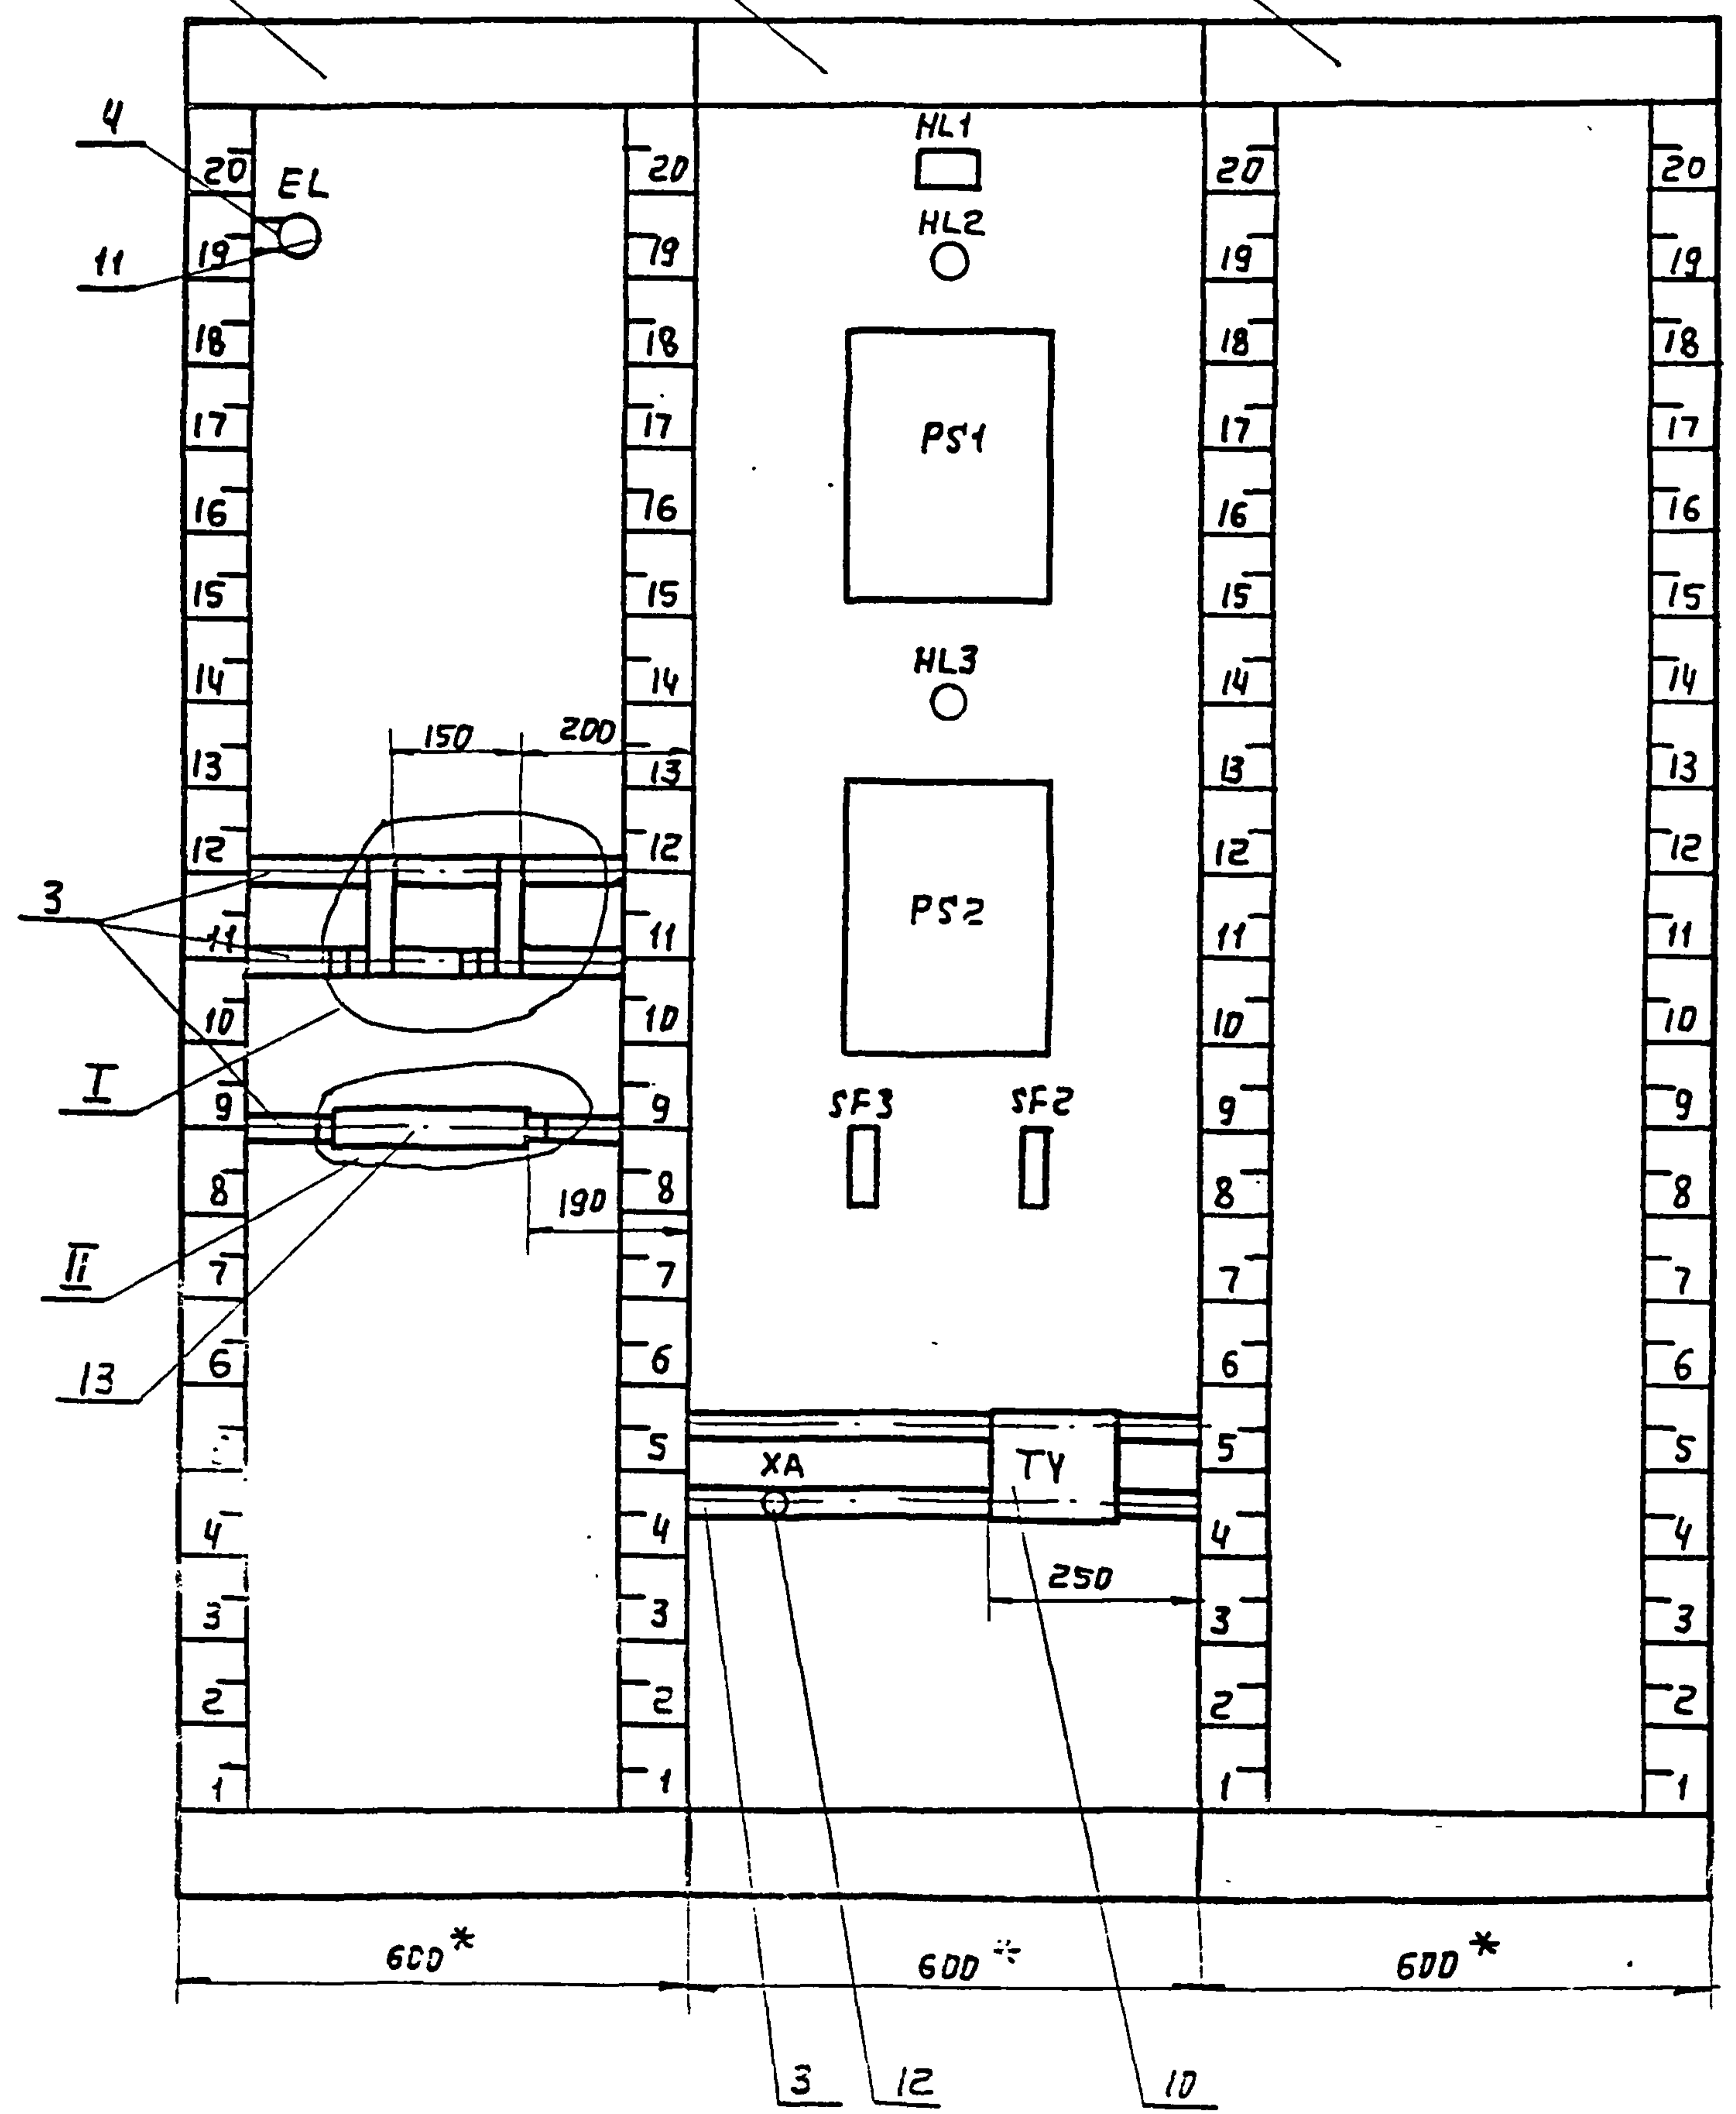 HL1
4
20 20 20 20
EL
HL2
11 19 19 19 19
18 18 18 18
17 17 17 17
PS1
16 16 16 16
15 15 15 15
HL3
14 14 14 14
150 200
13 13 13 13
12 12 12 12
3
PS2
11 11 11 11
10 10 10 10
I
SF3 SF2
9 9 9 9
8 8 8 8
190
II
7 7 7 7
13
6 6 6 6
5 5 5
XA TY
4 4 4 4
250
3 3 3 3
2 2 2 2
1 1 1 1
600* 600* 600*
3 12 10